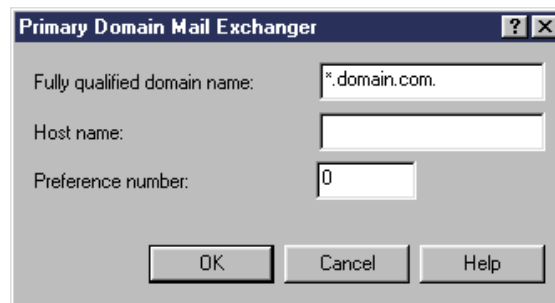 Primary Domain Mail Exchanger
Fully qualified domain name: *.domain.com.
Host name:
Preference number: 0
OK Cancel Help